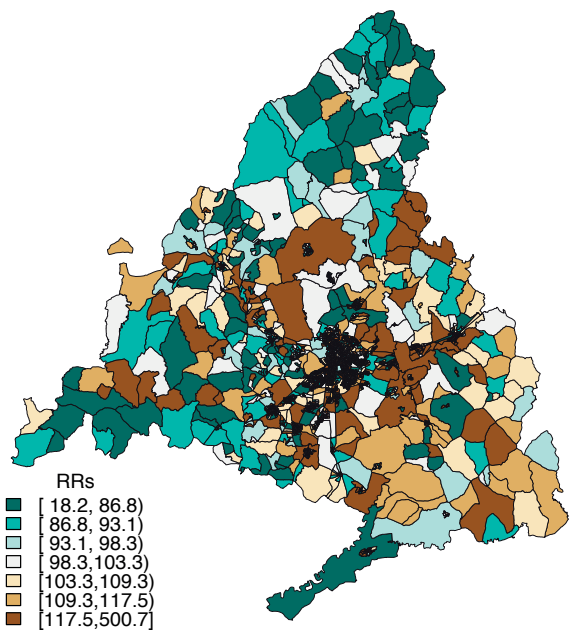 RRs
[ 18.2, 86.8)
[ 86.8, 93.1)
[ 93.1, 98.3)
[ 98.3,103.3)
[103.3,109.3)
[109.3,117.5)
[117.5,500.7]